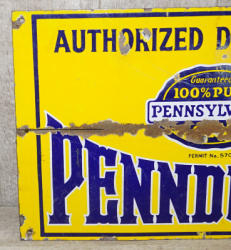 AUTHORIZED D
Guaranteed
100% PU
PENNSYLV
PERMIT No. 570
PENND